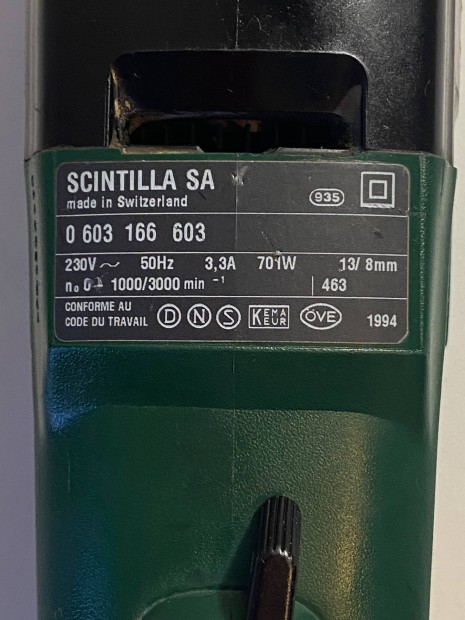 SCINTILLA SA
made in Switzerland 935
0 603 166 603
230V~ 50Hz 3,3A 701W 13/ 8mm
n₀ 0- 1000/3000 min ⁻¹ 463
CONFORME AU
CODE DU TRAVAIL D N S KEMA KEUR ÖVE 1994